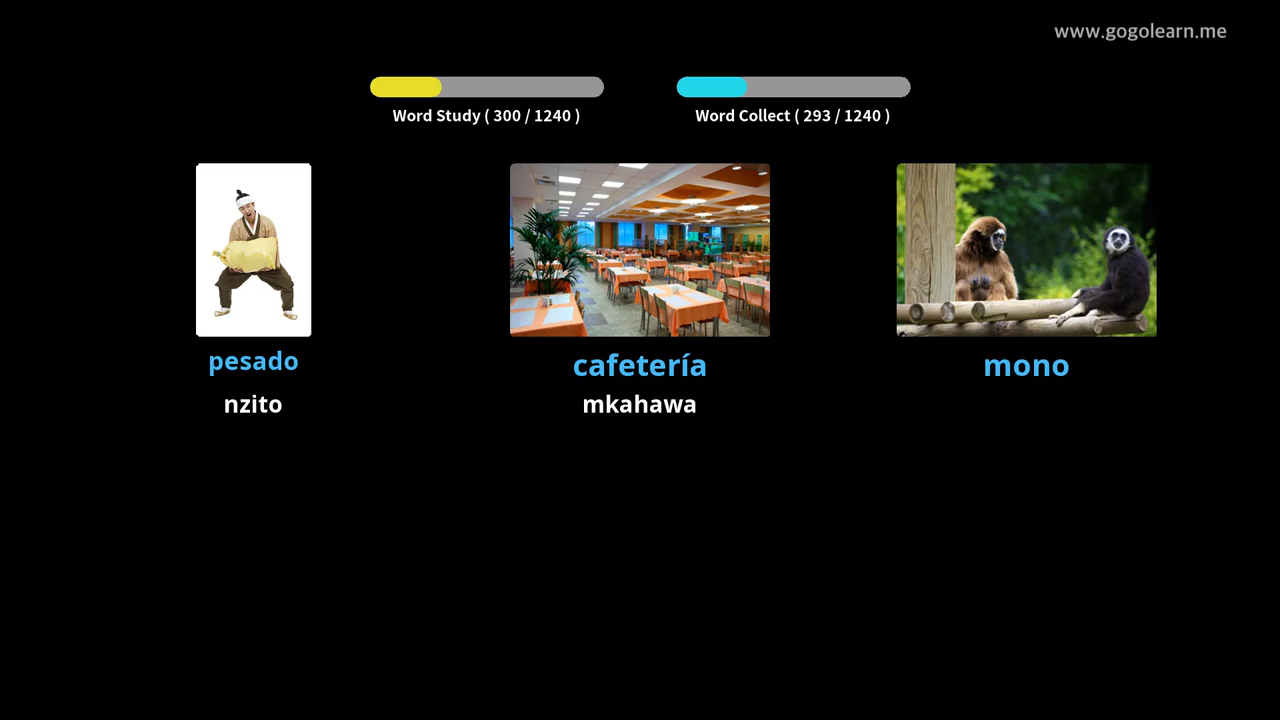 www.gogolearn.me
Word Study ( 300 / 1240 )
Word Collect ( 293 / 1240 )
pesado
cafetería
mono
nzito
mkahawa